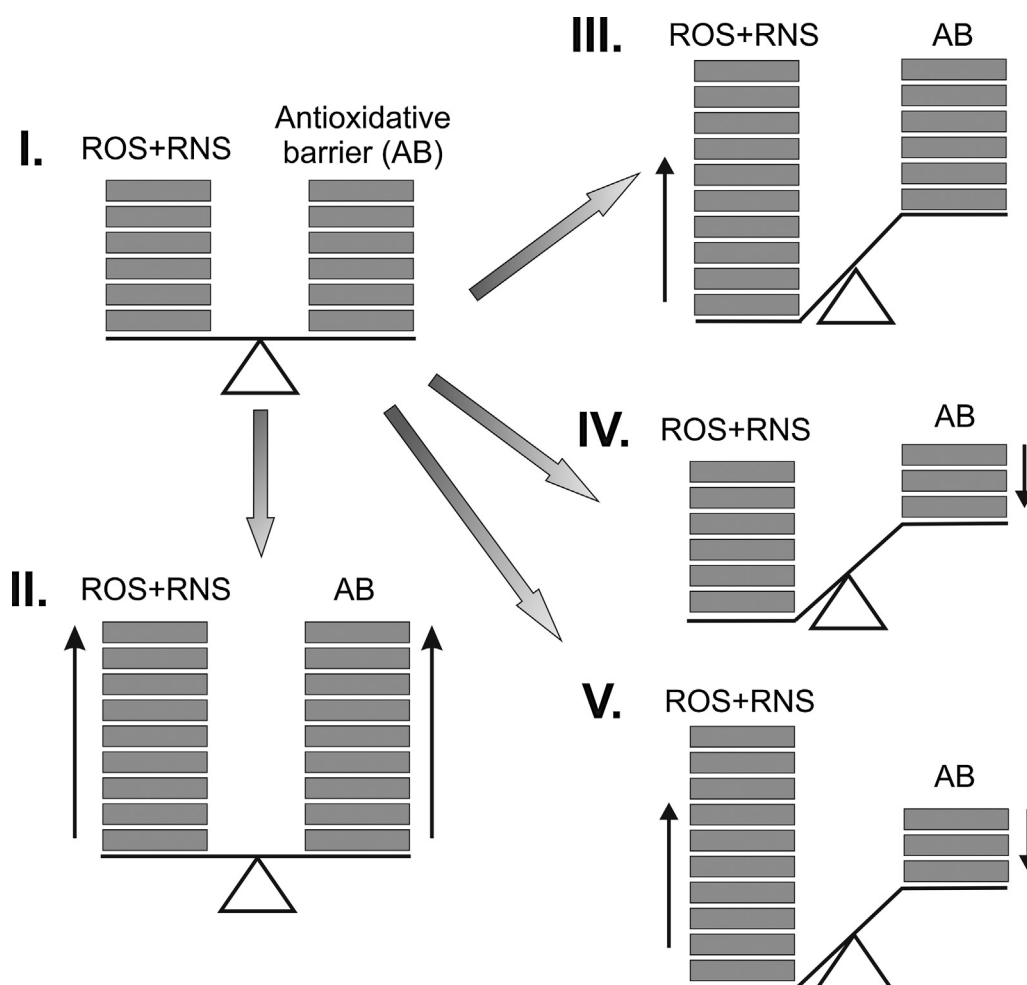 I.
ROS+RNS
Antioxidative
barrier (AB)
II.
ROS+RNS
AB
III.
ROS+RNS
AB
IV.
ROS+RNS
AB
V.
ROS+RNS
AB